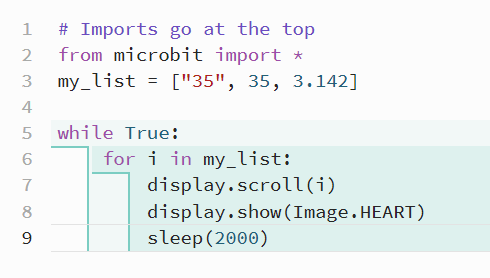 1 # Imports go at the top
2 from microbit import *
3 my_list = ["35", 35, 3.142]
4
5 while True:
6     for i in my_list:
7         display.scroll(i)
8         display.show(Image.HEART)
9         sleep(2000)